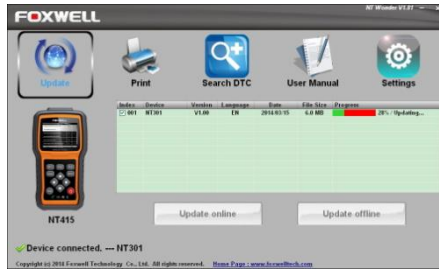 FOXWELL
NT Wonder V1.01
Update
Print
Search DTC
User Manual
Settings
Index Device Version Language Date File Size Progress
001 NT301 V1.00 EN 2014/03/15 6.0 MB 28% / Updating...
NT415
Update online
Update offline
Device connected. --- NT301
Copyright (c) 2014 Foxwell Technology Co., Ltd. All rights reserved. Home Page : www.foxwelltech.com